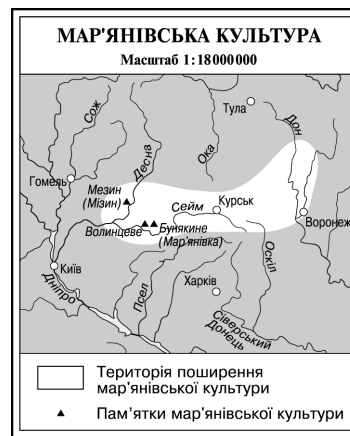 МАР'ЯНІВСЬКА КУЛЬТУРА
Масштаб 1:18000000
Сож
Десна
Ока
Тула
Дон
Гомель
Мезин
(Мізин)
Сейм
Курськ
Волинцеве
Бунякине
(Мар'янівка)
Воронеж
Київ
Дніпро
Псел
Харків
Оскіл
Сіверський
Донець
Територія поширення
мар'янівської культури
Пам'ятки мар'янівської культури